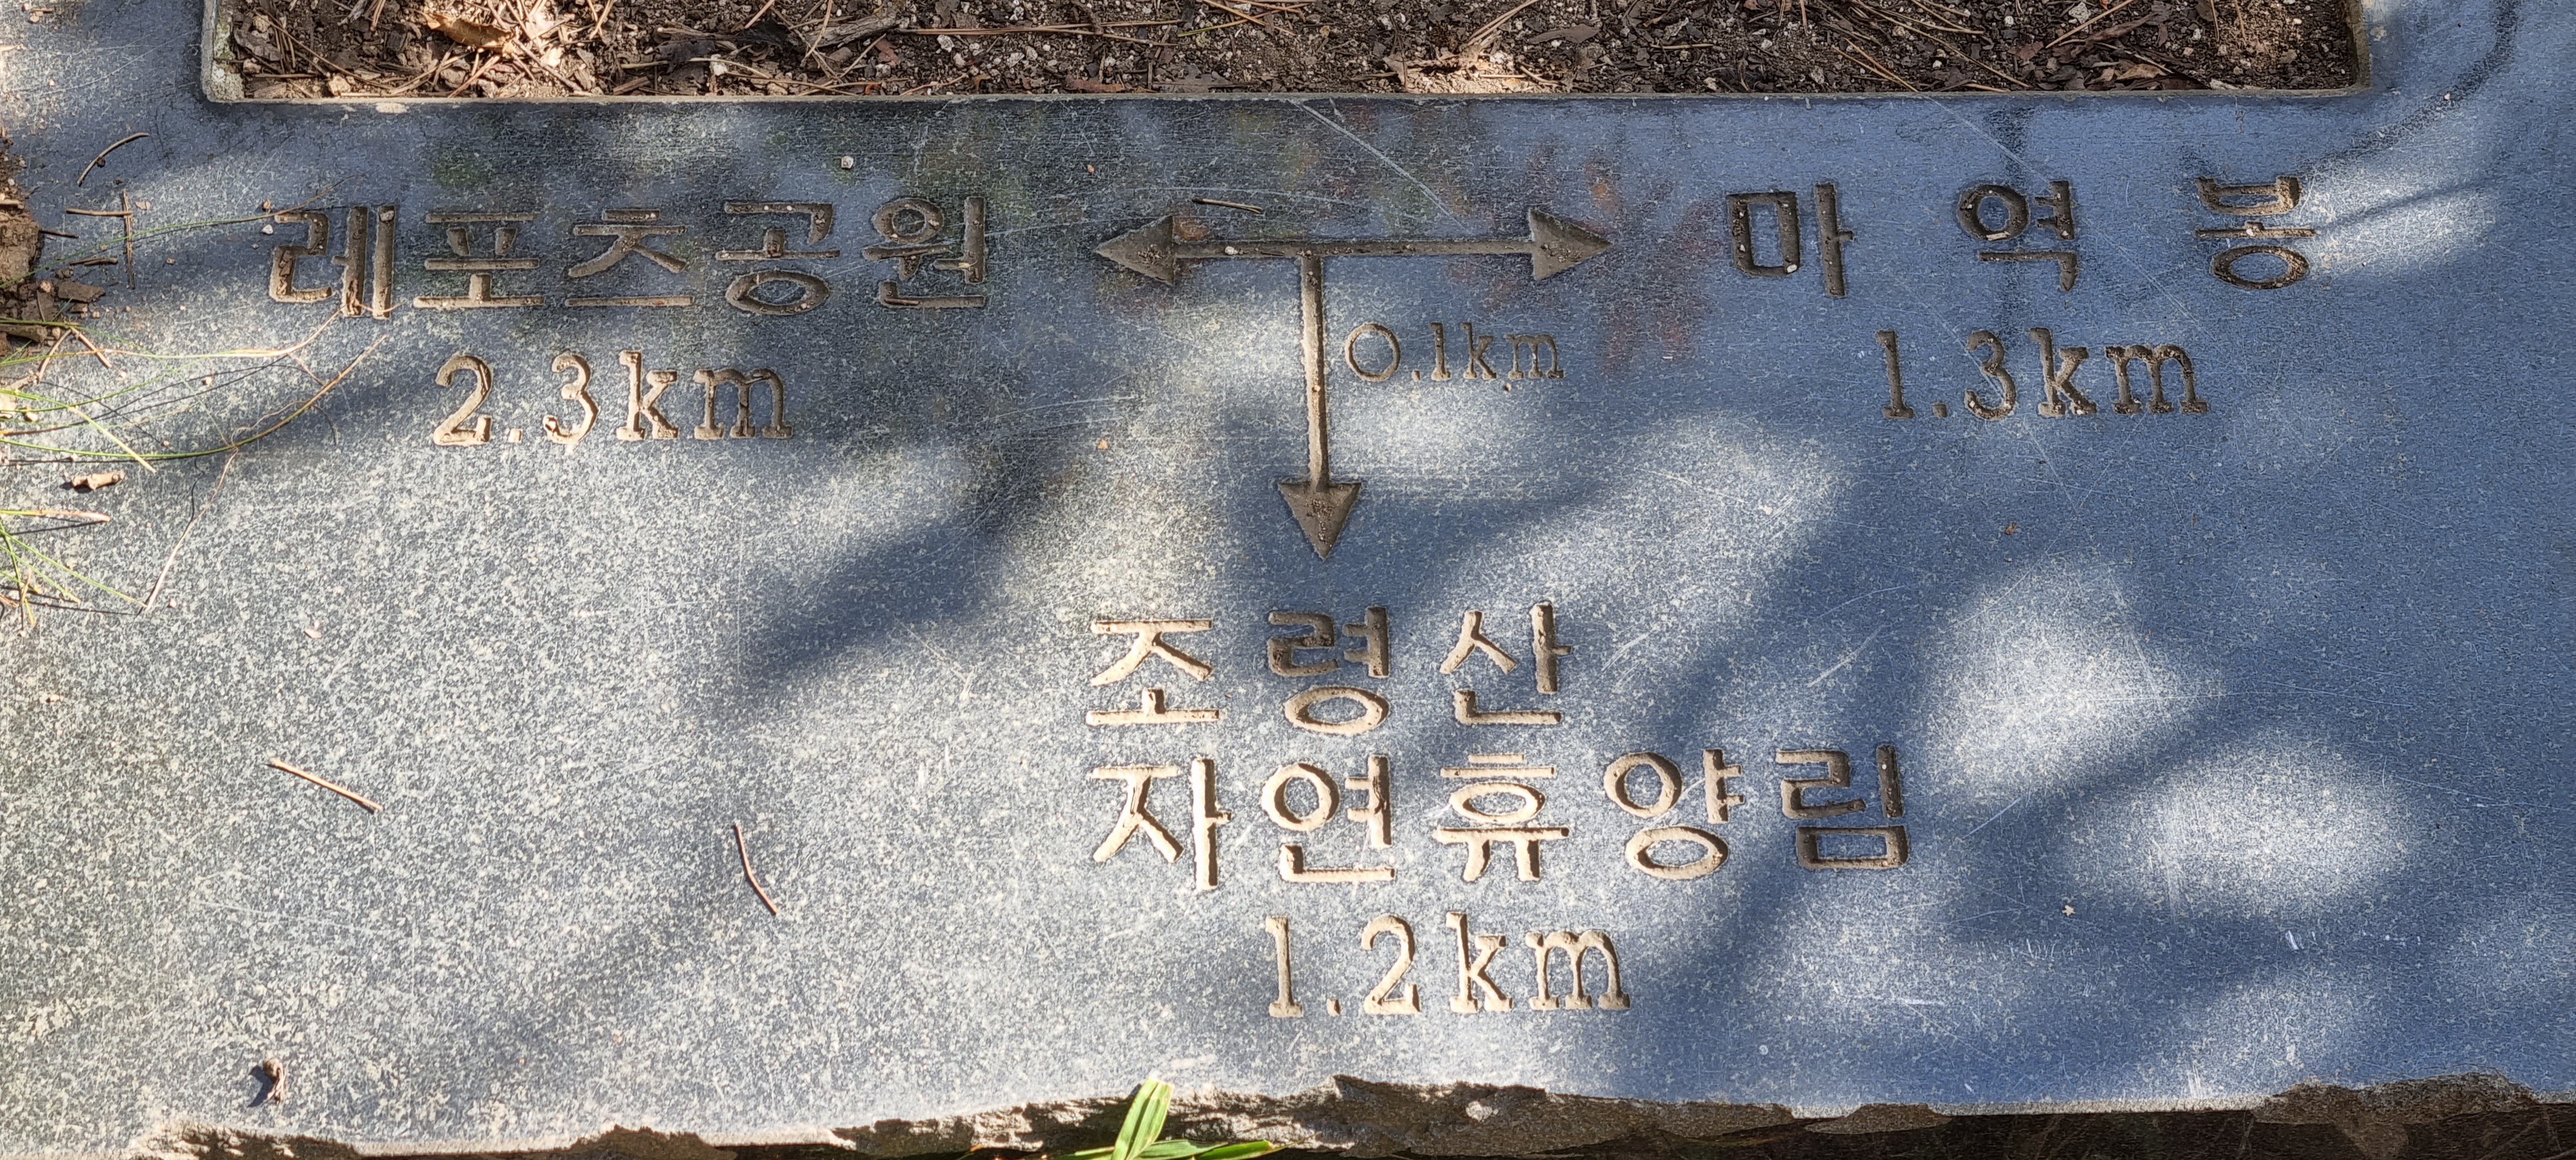 레포츠공원 마 역 봉
2.3km 0.1km 1.3km
조 령 산
자연휴양림
1.2km